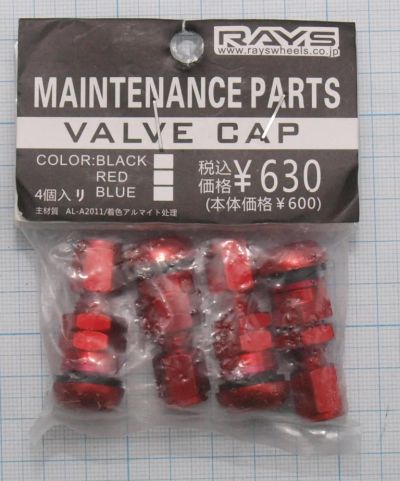 RAYS
www.rayswheels.co.jp
MAINTENANCE PARTS
VALVE CAP
COLOR:BLACK
RED
BLUE
4個入り
税込価格¥630
(本体価格¥600)
主材質 AL-A2011/着色アルマイト処理